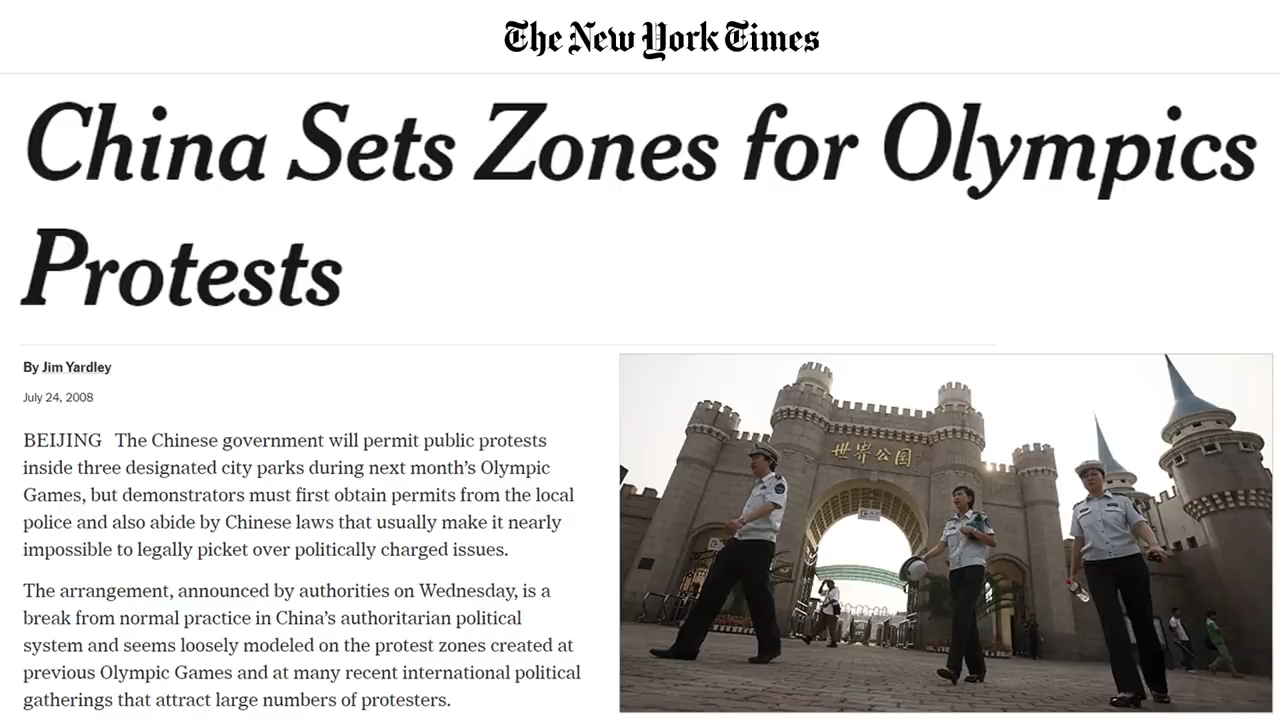 The New York Times
China Sets Zones for Olympics
Protests
By Jim Yardley
July 24, 2008
BEIJING The Chinese government will permit public protests
inside three designated city parks during next month's Olympic
Games, but demonstrators must first obtain permits from the local
police and also abide by Chinese laws that usually make it nearly
impossible to legally picket over politically charged issues.
The arrangement, announced by authorities on Wednesday, is a
break from normal practice in China's authoritarian political
system and seems loosely modeled on the protest zones created at
previous Olympic Games and at many recent international political
gatherings that attract large numbers of protesters.
世界公园